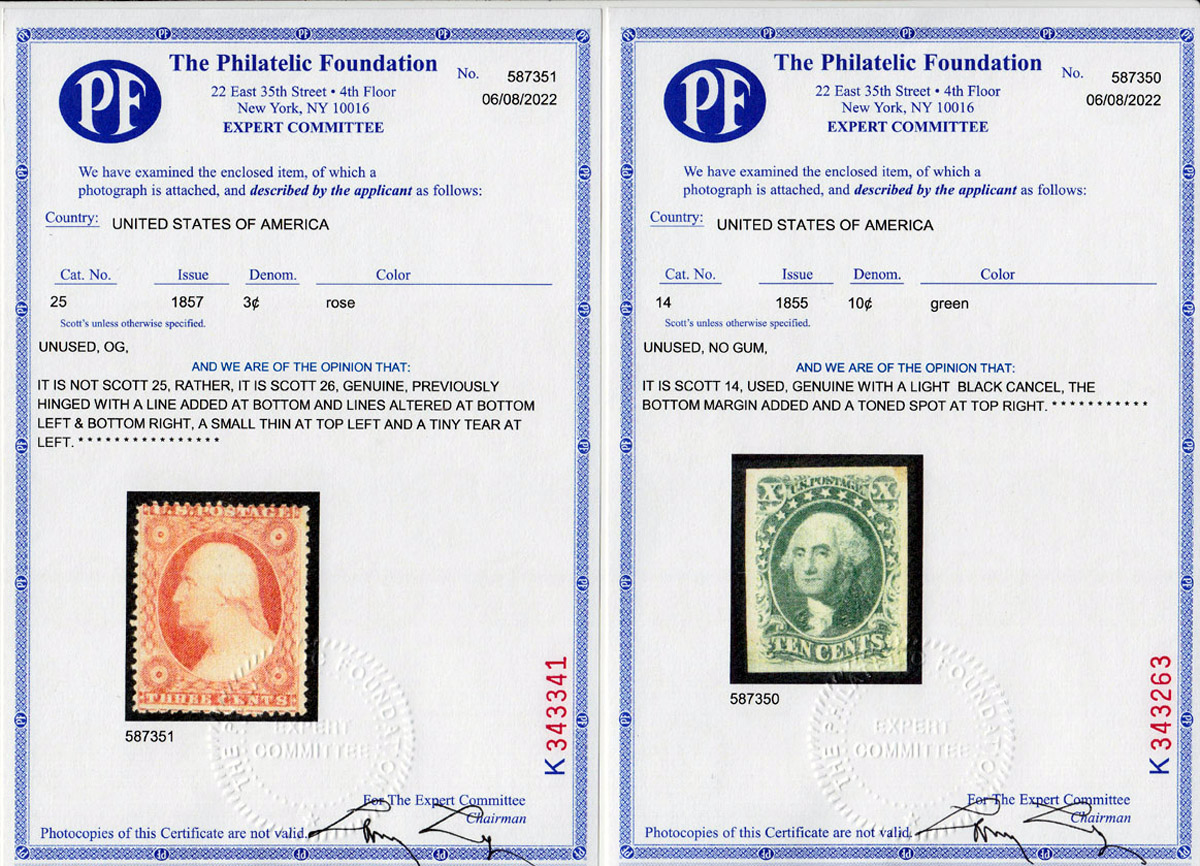 PF
The Philatelic Foundation
22 East 35th Street • 4th Floor
New York, NY 10016
EXPERT COMMITTEE
No. 587351
06/08/2022
We have examined the enclosed item, of which a
photograph is attached, and described by the applicant as follows:
Country: UNITED STATES OF AMERICA
Cat. No. Issue Denom. Color
25 1857 3¢ rose
Scott's unless otherwise specified.
UNUSED, OG,
AND WE ARE OF THE OPINION THAT:
IT IS NOT SCOTT 25, RATHER, IT IS SCOTT 26, GENUINE, PREVIOUSLY
HINGED WITH A LINE ADDED AT BOTTOM AND LINES ALTERED AT BOTTOM
LEFT & BOTTOM RIGHT, A SMALL THIN AT TOP LEFT AND A TINY TEAR AT
LEFT. * * * * * * * * * * * * * * * *
U.S. POSTAGE
THREE CENTS
587351
THE PHILATELIC FOUNDATION
EXPERT
COMMITTEE
K 343341
For The Expert Committee
Chairman
Photocopies of this Certificate are not valid.
PF
The Philatelic Foundation
22 East 35th Street • 4th Floor
New York, NY 10016
EXPERT COMMITTEE
No. 587350
06/08/2022
We have examined the enclosed item, of which a
photograph is attached, and described by the applicant as follows:
Country: UNITED STATES OF AMERICA
Cat. No. Issue Denom. Color
14 1855 10¢ green
Scott's unless otherwise specified.
UNUSED, NO GUM,
AND WE ARE OF THE OPINION THAT:
IT IS SCOTT 14, USED, GENUINE WITH A LIGHT BLACK CANCEL, THE
BOTTOM MARGIN ADDED AND A TONED SPOT AT TOP RIGHT. * * * * * * * * * * *
X U.S. POSTAGE X
TEN CENTS
587350
THE PHILATELIC FOUNDATION
EXPERT
COMMITTEE
K 343263
For The Expert Committee
Chairman
Photocopies of this Certificate are not valid.